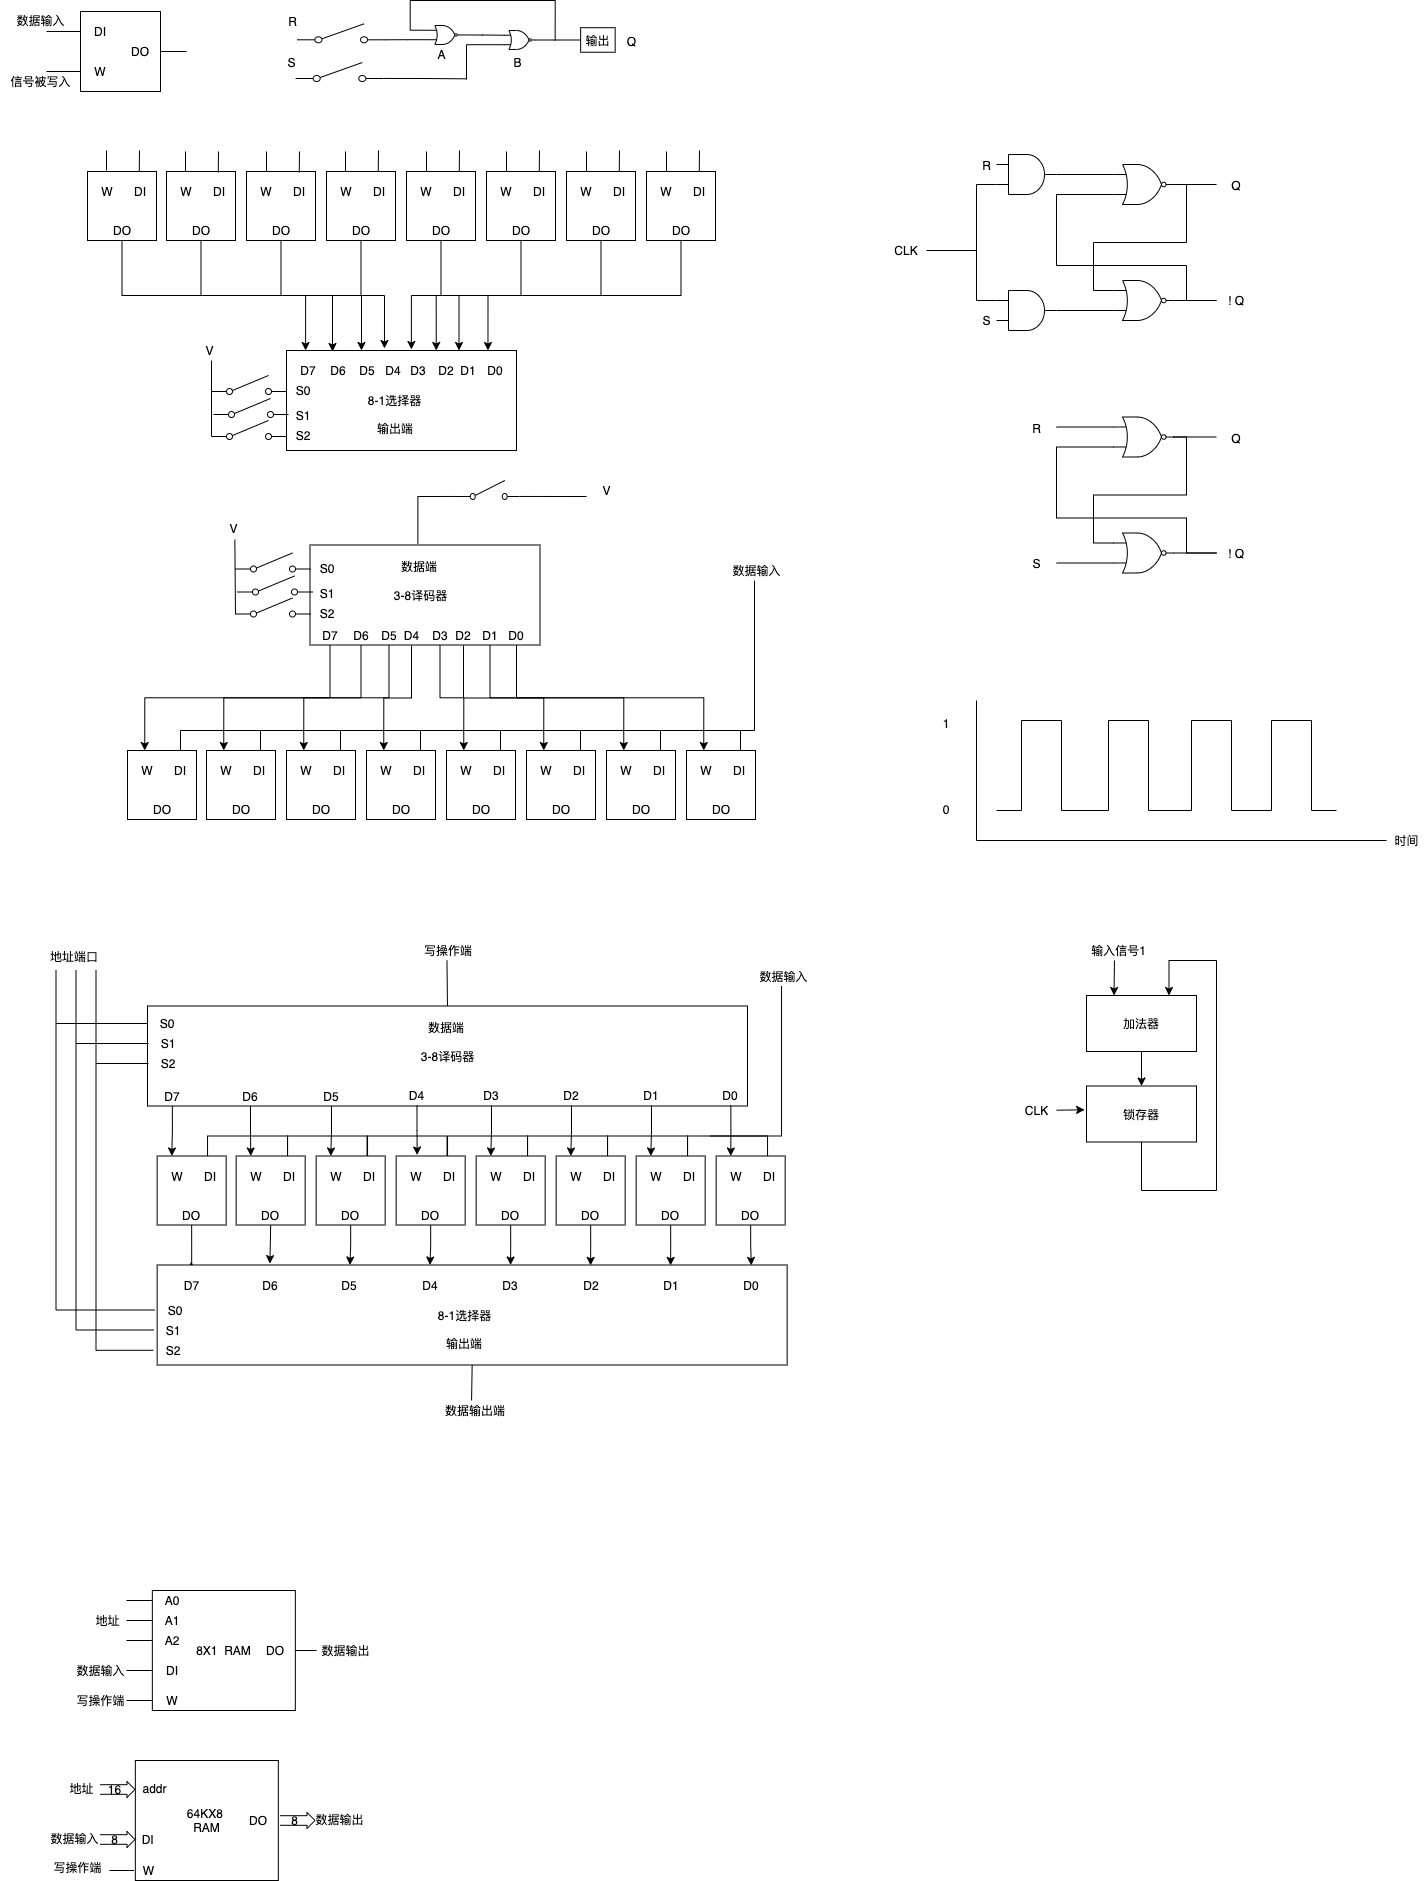 数据输入
DI
DO
W
信号被写入
R
S
A
B
输出
Q
W DI W DI W DI W DI W DI W DI W DI W DI
DO DO DO DO DO DO DO DO
V
D7 D6 D5 D4 D3 D2 D1 D0
S0
8-1选择器
S1
输出端
S2
V
V
数据端
S0
3-8译码器
S1
S2
D7 D6 D5 D4 D3 D2 D1 D0
数据输入
W DI W DI W DI W DI W DI W DI W DI W DI
DO DO DO DO DO DO DO DO
R
Q
CLK
! Q
S
R
Q
! Q
S
1
0
时间
地址端口
写操作端
数据输入
S0
数据端
S1
3-8译码器
S2
D7 D6 D5 D4 D3 D2 D1 D0
W DI W DI W DI W DI W DI W DI W DI W DI
DO DO DO DO DO DO DO DO
D7 D6 D5 D4 D3 D2 D1 D0
S0
8-1选择器
S1
输出端
S2
数据输出端
输入信号1
加法器
CLK
锁存器
A0
地址
A1
A2
8X1 RAM
DO
数据输出
数据输入
DI
写操作端
W
地址
16
addr
64KX8
RAM
DO
8
数据输出
数据输入
8
DI
写操作端
W